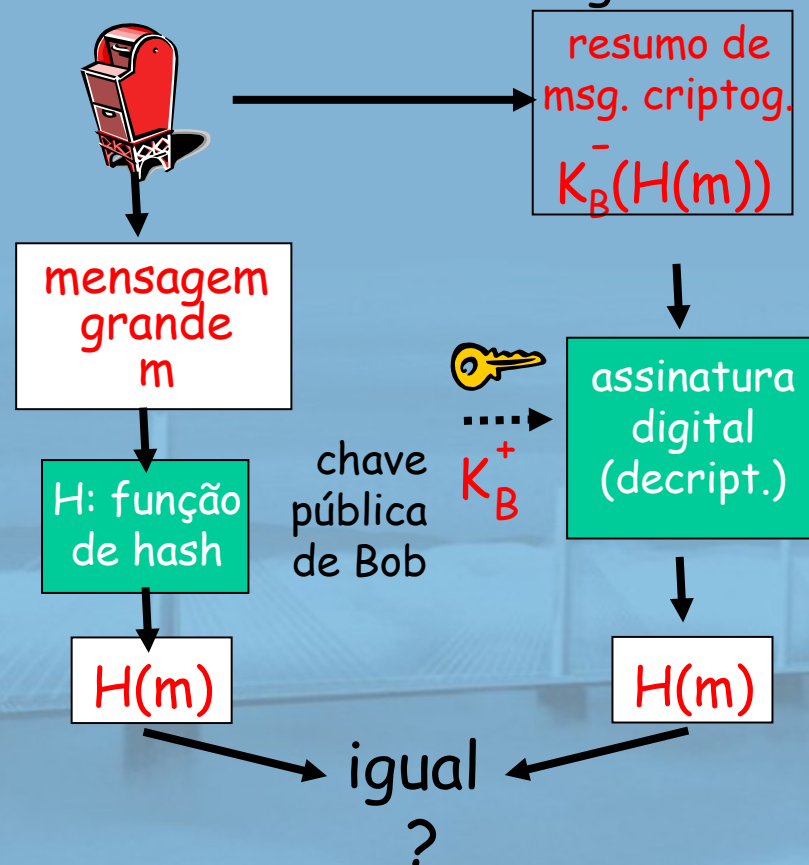 resumo de
msg. criptog.
K_B^-(H(m))
mensagem
grande
m
assinatura
digital
(decript.)
chave
pública
de Bob
K_B^+
H: função
de hash
H(m)
H(m)
igual
?